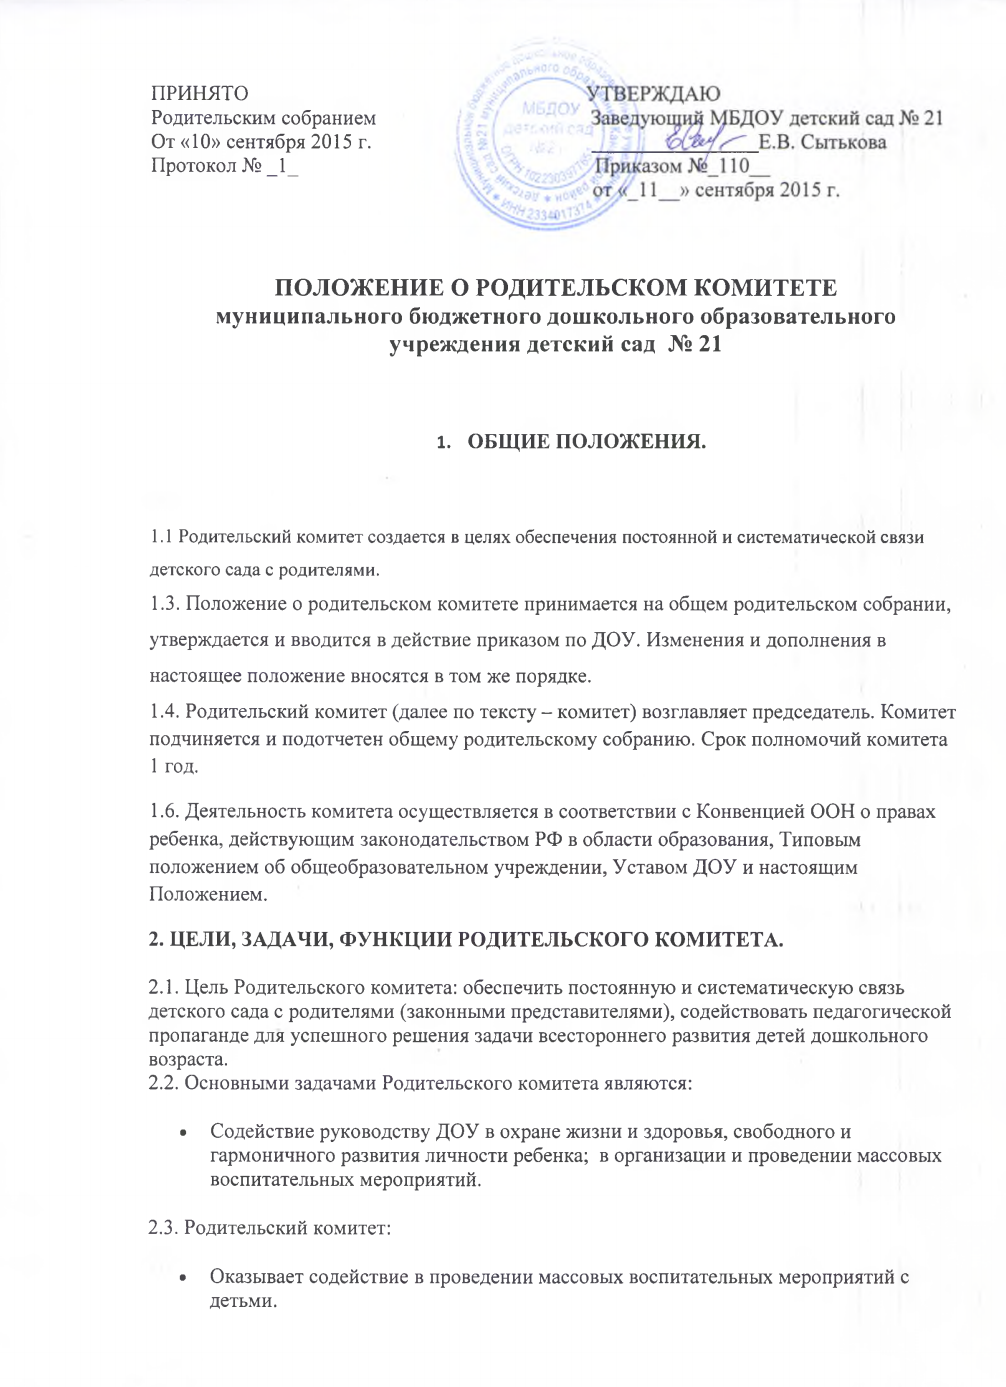 ПРИНЯТО УТВЕРЖДАЮ
Родительским собранием Заведующий МБДОУ детский сад № 21
От «10» сентября 2015 г. Е.В. Сытькова
Протокол № _1_ Приказом №_110__
от «_11__» сентября 2015 г.
МБДОУ
детский сад
№21
ИНН 2334017374
ПОЛОЖЕНИЕ О РОДИТЕЛЬСКОМ КОМИТЕТЕ
муниципального бюджетного дошкольного образовательного
учреждения детский сад № 21
1. ОБЩИЕ ПОЛОЖЕНИЯ.
1.1 Родительский комитет создается в целях обеспечения постоянной и систематической связи
детского сада с родителями.
1.3. Положение о родительском комитете принимается на общем родительском собрании,
утверждается и вводится в действие приказом по ДОУ. Изменения и дополнения в
настоящее положение вносятся в том же порядке.
1.4. Родительский комитет (далее по тексту – комитет) возглавляет председатель. Комитет
подчиняется и подотчетен общему родительскому собранию. Срок полномочий комитета
1 год.
1.6. Деятельность комитета осуществляется в соответствии с Конвенцией ООН о правах
ребенка, действующим законодательством РФ в области образования, Типовым
положением об общеобразовательном учреждении, Уставом ДОУ и настоящим
Положением.
2. ЦЕЛИ, ЗАДАЧИ, ФУНКЦИИ РОДИТЕЛЬСКОГО КОМИТЕТА.
2.1. Цель Родительского комитета: обеспечить постоянную и систематическую связь
детского сада с родителями (законными представителями), содействовать педагогической
пропаганде для успешного решения задачи всестороннего развития детей дошкольного
возраста.
2.2. Основными задачами Родительского комитета являются:
• Содействие руководству ДОУ в охране жизни и здоровья, свободного и
гармоничного развития личности ребенка; в организации и проведении массовых
воспитательных мероприятий.
2.3. Родительский комитет:
• Оказывает содействие в проведении массовых воспитательных мероприятий с
детьми.